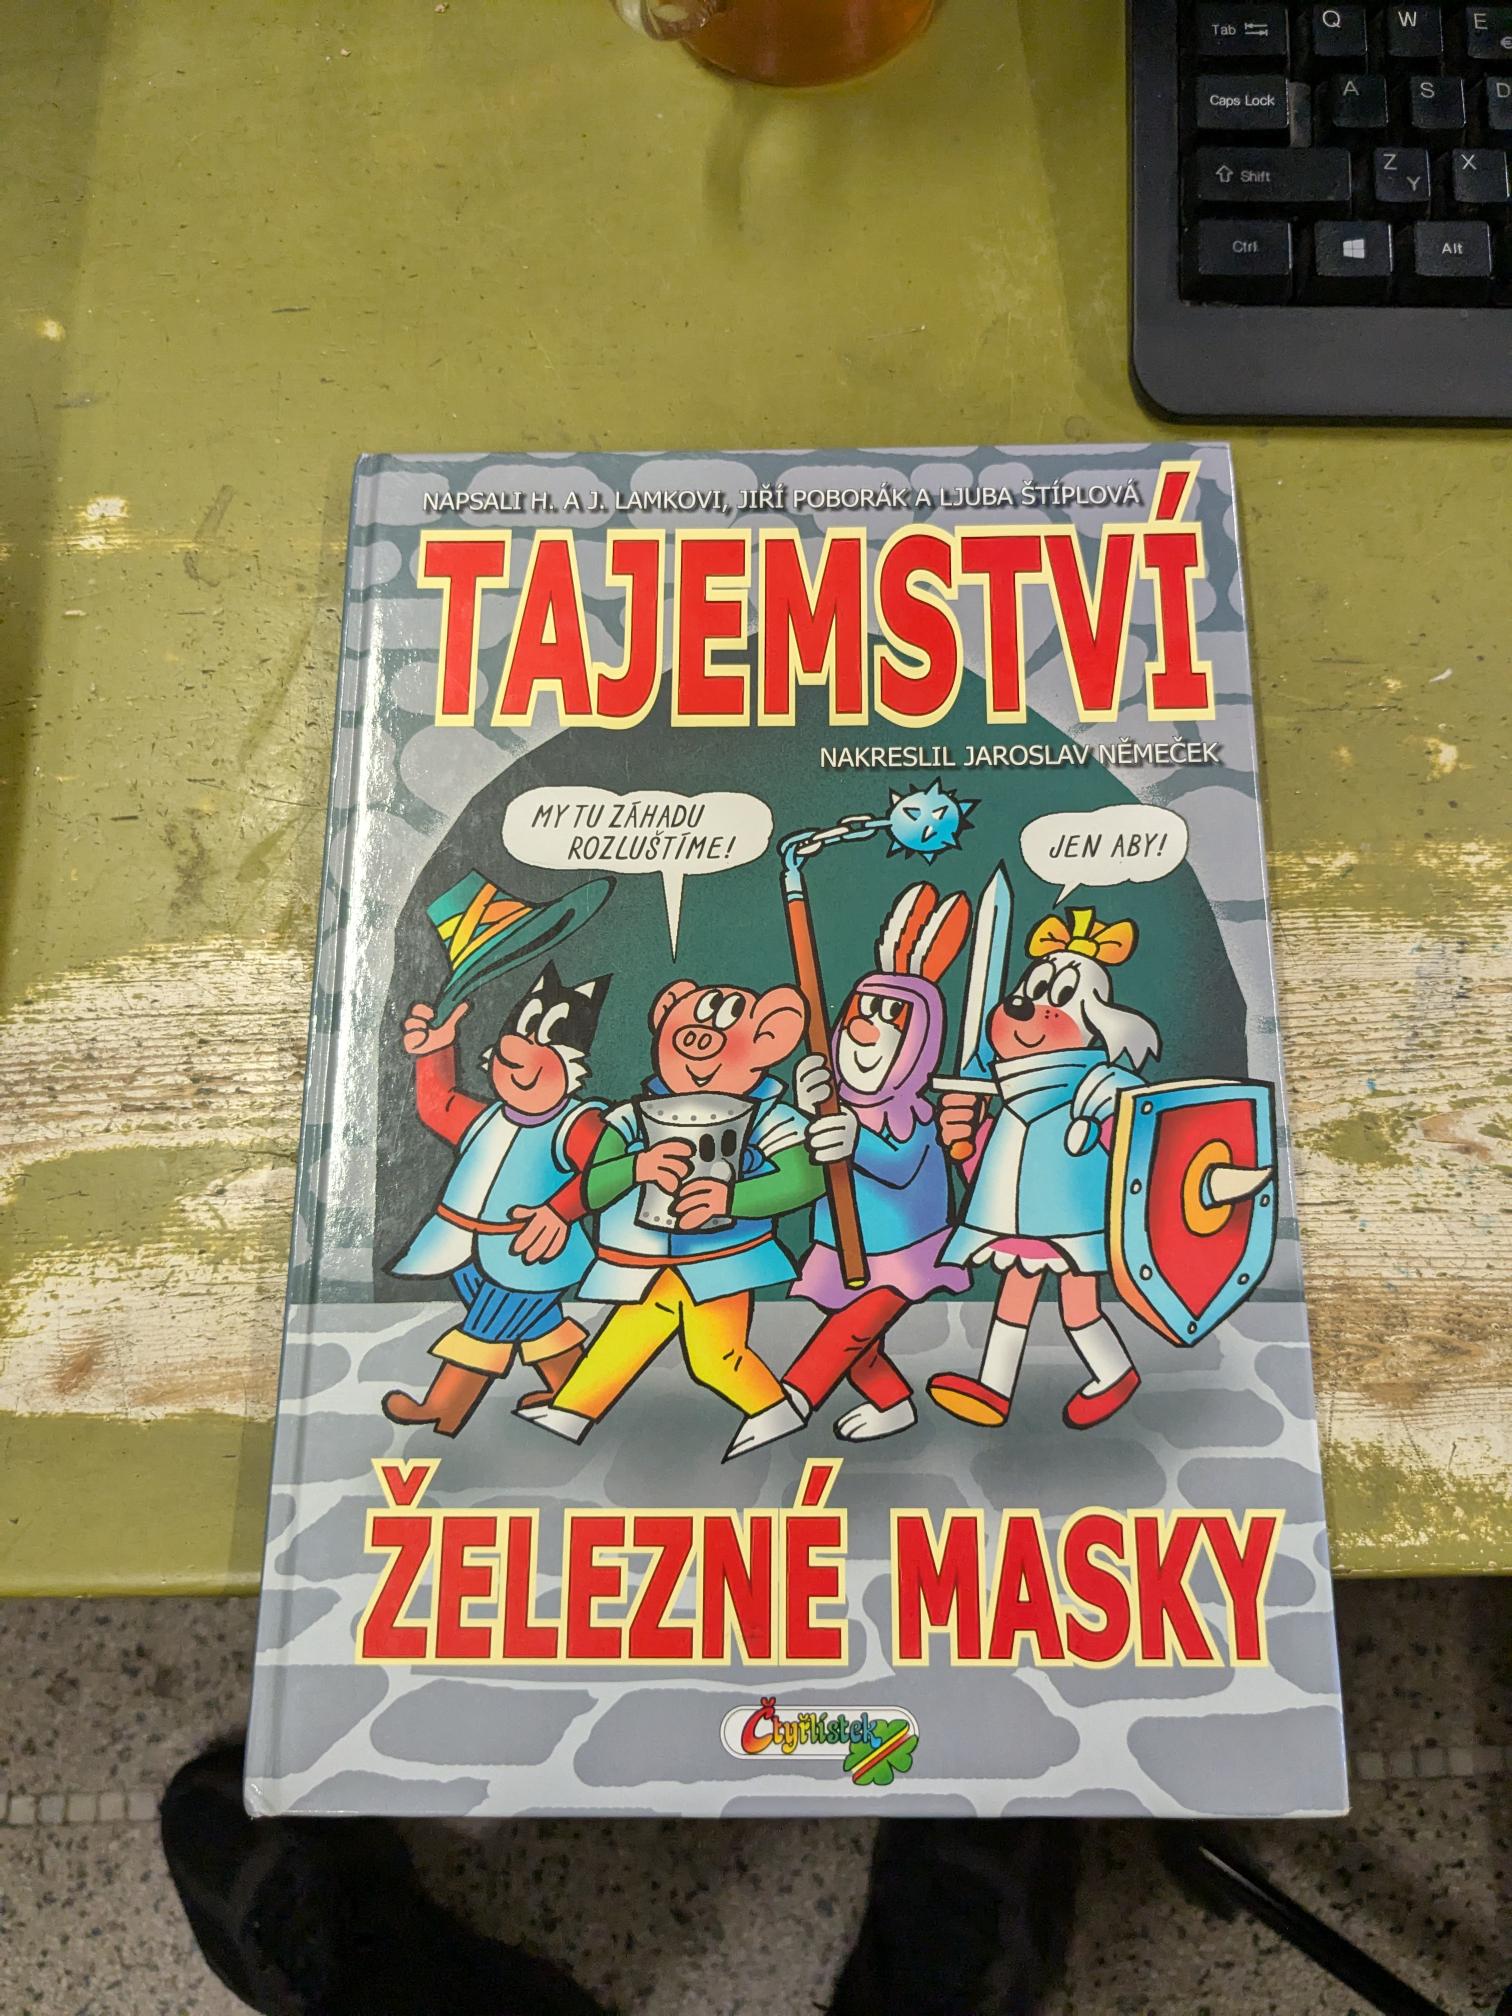 Tab
Q
W
E
€
Caps Lock
A
S
D
Shift
Z
Y
X
Ctrl
Alt
NAPSALI H. A J. LAMKOVI, JIŘÍ POBORÁK A LJUBA ŠTÍPLOVÁ
TAJEMSTVÍ
NAKRESLIL JAROSLAV NĚMEČEK
MY TU ZÁHADU
ROZLUŠTÍME!
JEN ABY!
ŽELEZNÉ MASKY
Čtyřlístek